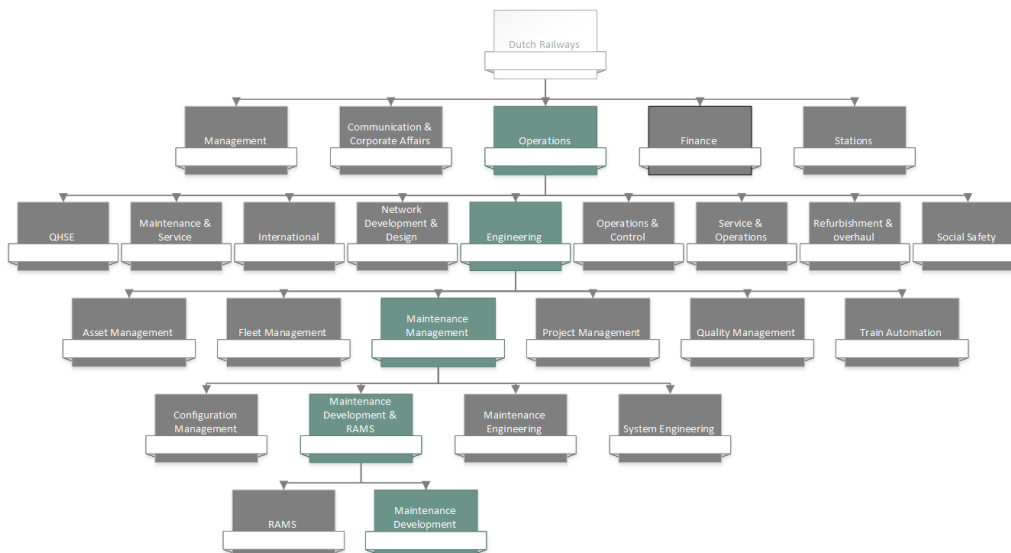 Dutch Railways
Management
Communication &
Corporate Affairs
Operations
Finance
Stations
QHSE
Maintenance &
Service
International
Network
Development &
Design
Engineering
Operations &
Control
Service &
Operations
Refurbishment &
overhaul
Social Safety
Asset Management
Fleet Management
Maintenance
Management
Project Management
Quality Management
Train Automation
Configuration
Management
Maintenance
Development &
RAMS
Maintenance
Engineering
System Engineering
RAMS
Maintenance
Development